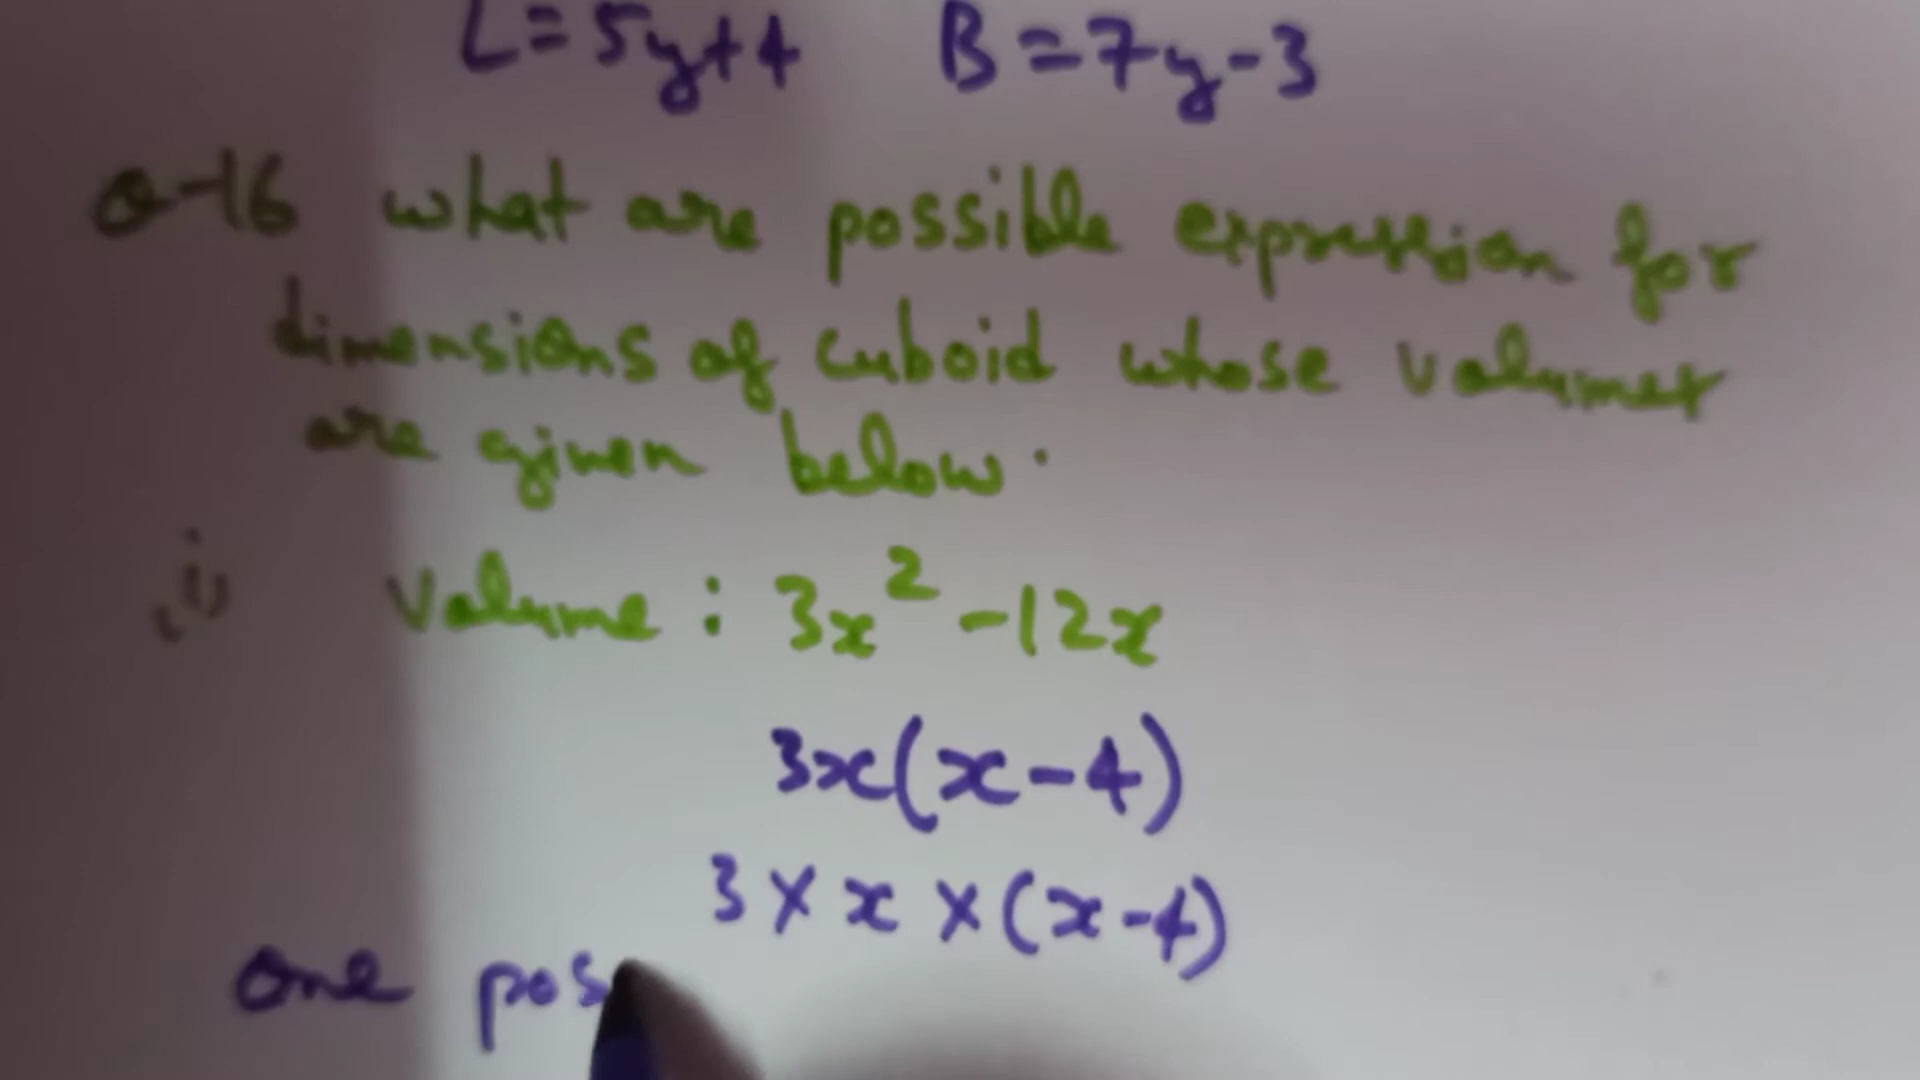 L=5y+4 B=7y-3
Q-16 what are possible expression for
dimensions of cuboid whose volumes
are given below.
(i) Volume : 3x² -12x
3x(x-4)
3 × x × (x-4)
one pos